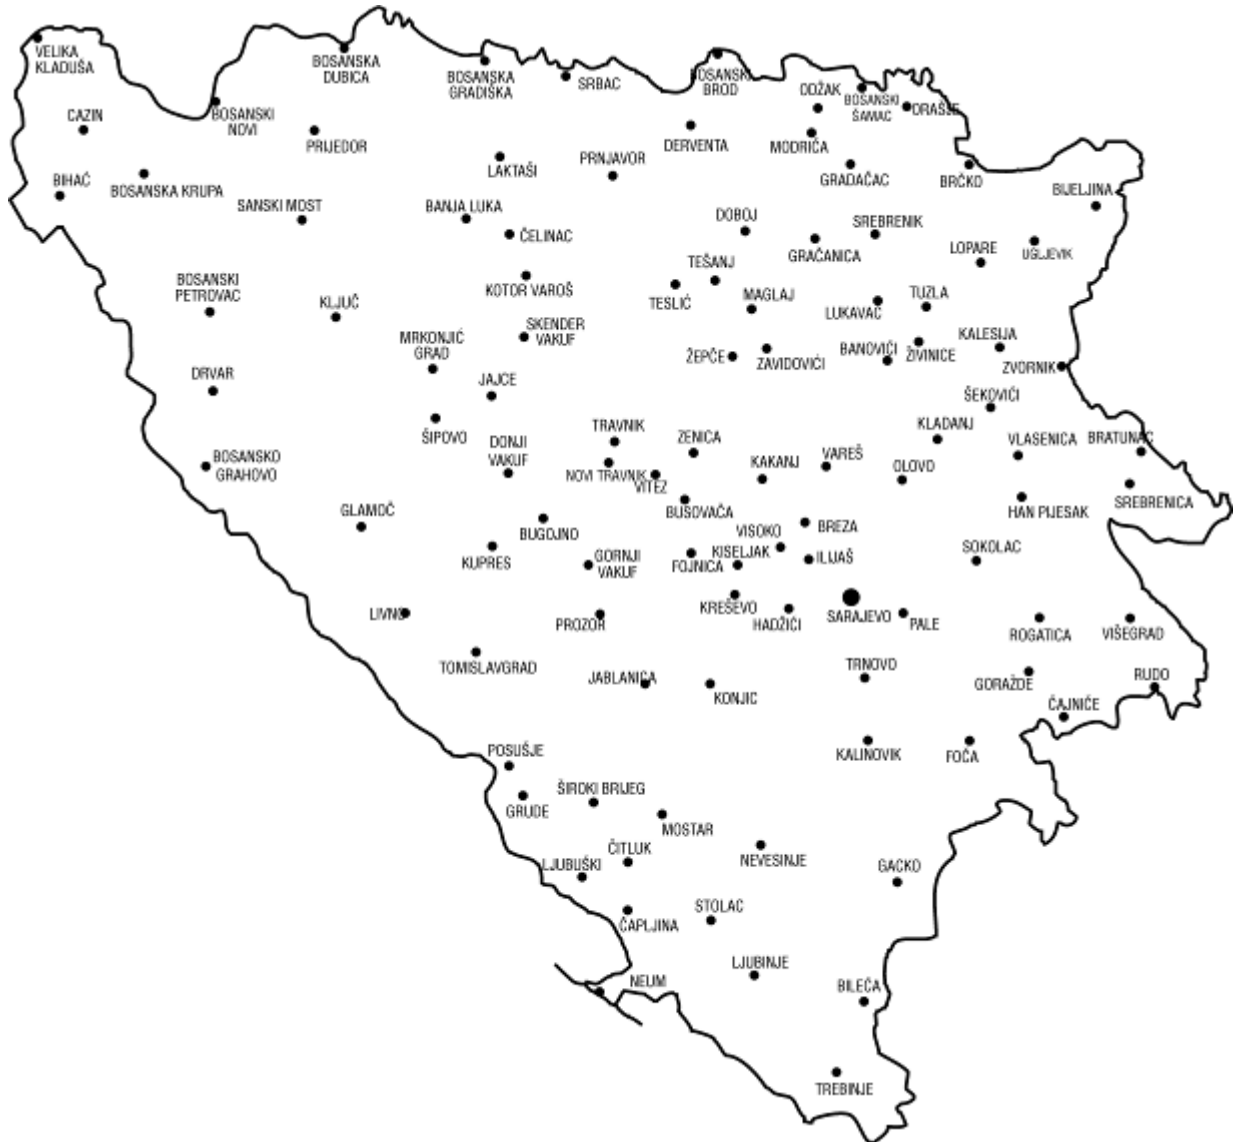 VELIKA
KLADUŠA
BOSANSKA
DUBICA
BOSANSKA
GRADIŠKA
SRBAC
BOSANSKI
BROD
ODŽAK
BOSANSKI
ŠAMAC
ORAŠJE
CAZIN
BOSANSKI
NOVI
PRIJEDOR
LAKTAŠI
PRNJAVOR
DERVENTA
MODRIČA
GRADAČAC
BRČKO
BIJELJINA
BIHAĆ
BOSANSKA KRUPA
SANSKI MOST
BANJA LUKA
ČELINAC
DOBOJ
GRAČANICA
SREBRENIK
LOPARE
UGLJEVIK
BOSANSKI
PETROVAC
KLJUČ
KOTOR VAROŠ
TESLIĆ
TEŠANJ
MAGLAJ
LUKAVAC
TUZLA
KALESIJA
MRKONJIĆ
GRAD
SKENDER
VAKUF
ŽEPČE
ZAVIDOVIĆI
BANOVIĆI
ŽIVINICE
ZVORNIK
DRVAR
JAJCE
ŠEKOVIĆI
ŠIPOVO
DONJI
VAKUF
TRAVNIK
ZENICA
KLADANJ
VLASENICA
BRATUNAC
BOSANSKO
GRAHOVO
NOVI TRAVNIK
VITEZ
KAKANJ
VAREŠ
OLOVO
SREBRENICA
GLAMOČ
BUGOJNO
BUSOVAČA
BREZA
HAN PIJESAK
KUPRES
GORNJI
VAKUF
FOJNICA
KISELJAK
VISOKO
ILIJAŠ
SOKOLAC
LIVNO
PROZOR
KREŠEVO
HADŽIĆI
SARAJEVO
PALE
ROGATICA
VIŠEGRAD
TOMISLAVGRAD
JABLANICA
KONJIC
TRNOVO
GORAŽDE
RUDO
ČAJNIČE
POSUŠJE
KALINOVIK
FOČA
GRUDE
ŠIROKI BRIJEG
MOSTAR
LJUBUŠKI
ČITLUK
NEVESINJE
GACKO
ČAPLJINA
STOLAC
NEUM
LJUBINJE
BILEĆA
TREBINJE